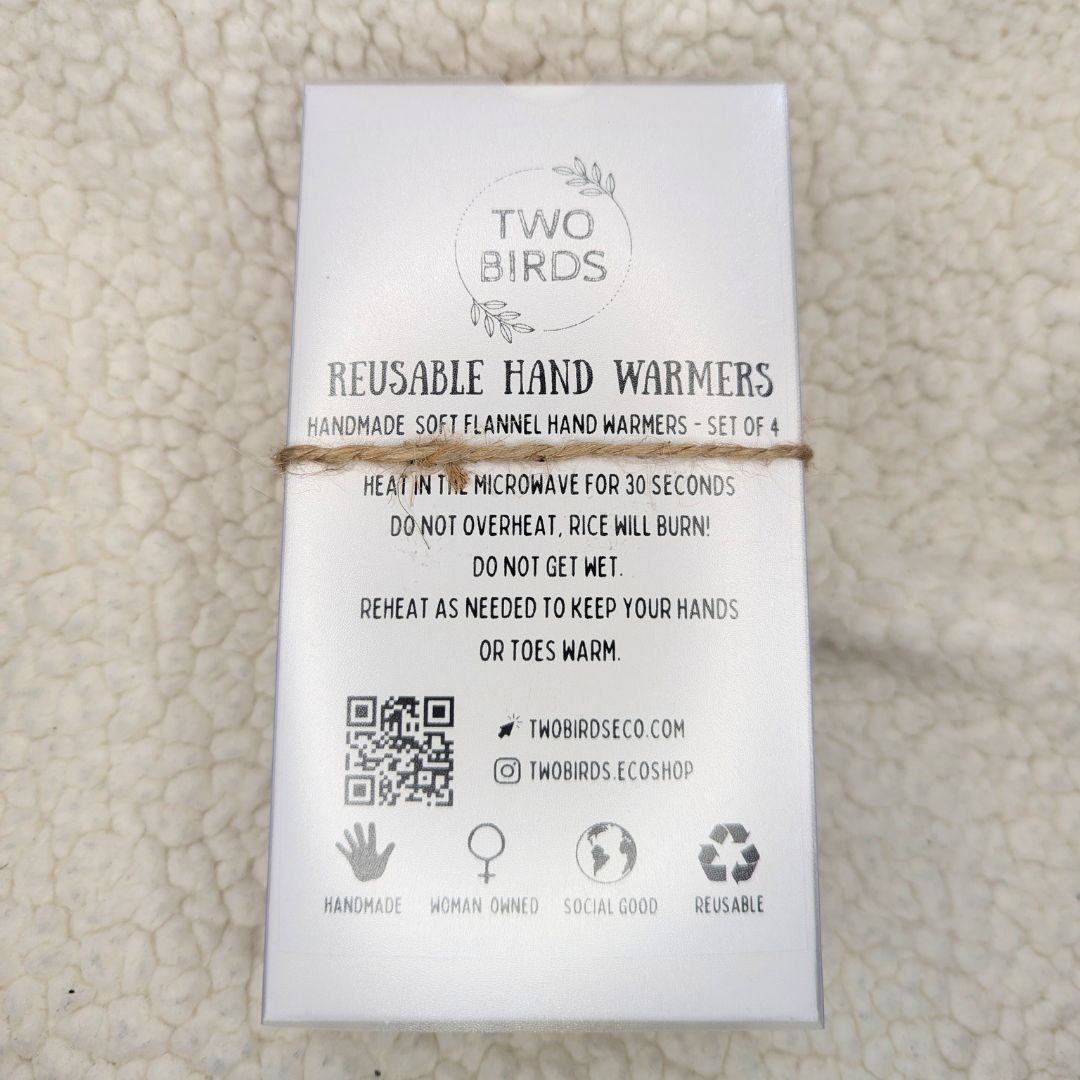 TWO
BIRDS
REUSABLE HAND WARMERS
HANDMADE SOFT FLANNEL HAND WARMERS - SET OF 4
HEAT IN THE MICROWAVE FOR 30 SECONDS
DO NOT OVERHEAT, RICE WILL BURN!
DO NOT GET WET.
REHEAT AS NEEDED TO KEEP YOUR HANDS
OR TOES WARM.
TWOBIRDSECO.COM
TWOBIRDS.ECOSHOP
HANDMADE WOMAN OWNED SOCIAL GOOD REUSABLE